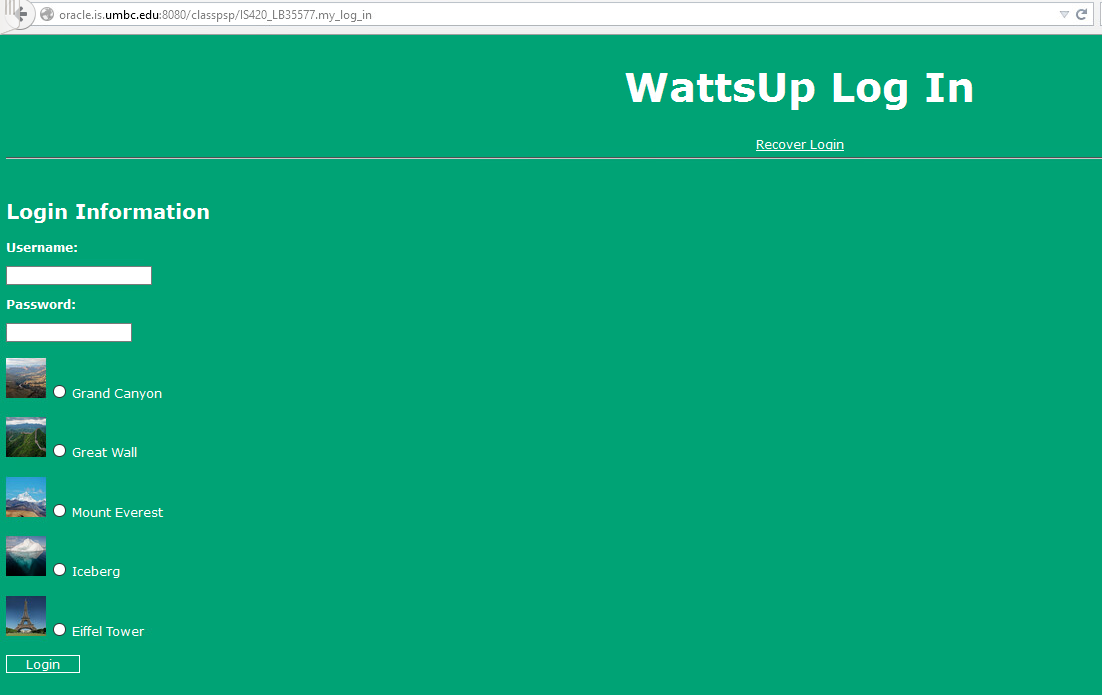 oracle.is.umbc.edu:8080/classpsp/IS420_LB35577.my_log_in
WattsUp Log In
Recover Login
Login Information
Username:
Password:
Grand Canyon
Great Wall
Mount Everest
Iceberg
Eiffel Tower
Login